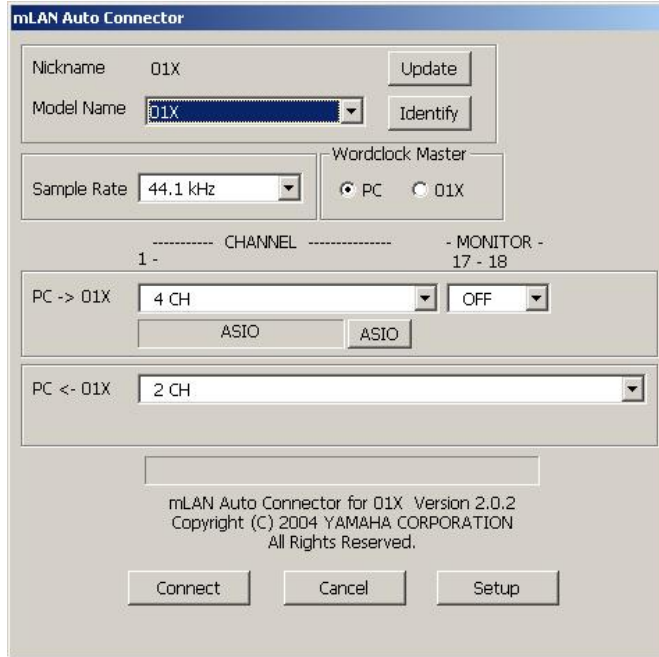 mLAN Auto Connector
Nickname 01X Update
Model Name 01X Identify
Wordclock Master
Sample Rate 44.1 kHz PC 01X
----------- CHANNEL --------------- - MONITOR -
1 - 17 - 18
PC -> 01X 4 CH OFF
ASIO ASIO
PC <- 01X 2 CH
mLAN Auto Connector for 01X Version 2.0.2
Copyright (C) 2004 YAMAHA CORPORATION
All Rights Reserved.
Connect Cancel Setup